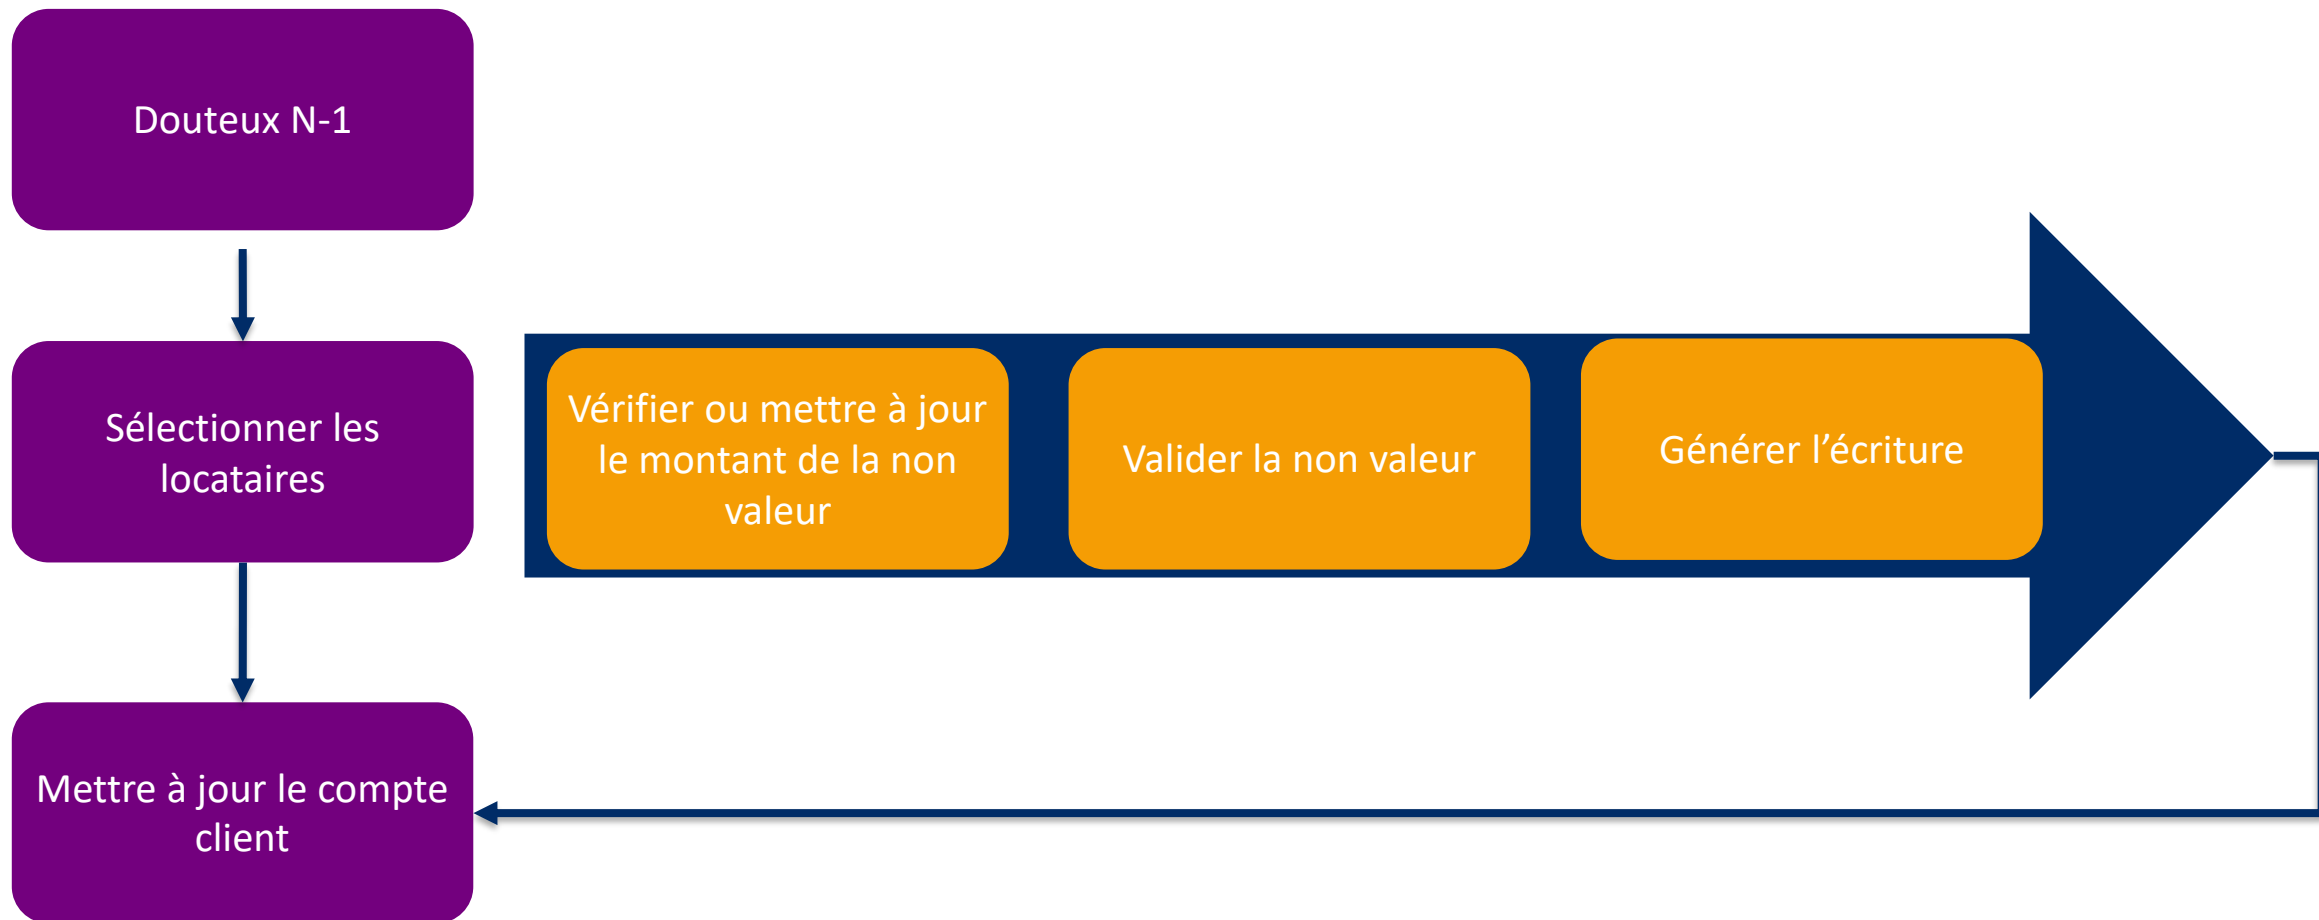 Douteux N-1
Sélectionner les
locataires
Vérifier ou mettre à jour
le montant de la non
valeur
Valider la non valeur
Générer l’écriture
Mettre à jour le compte
client